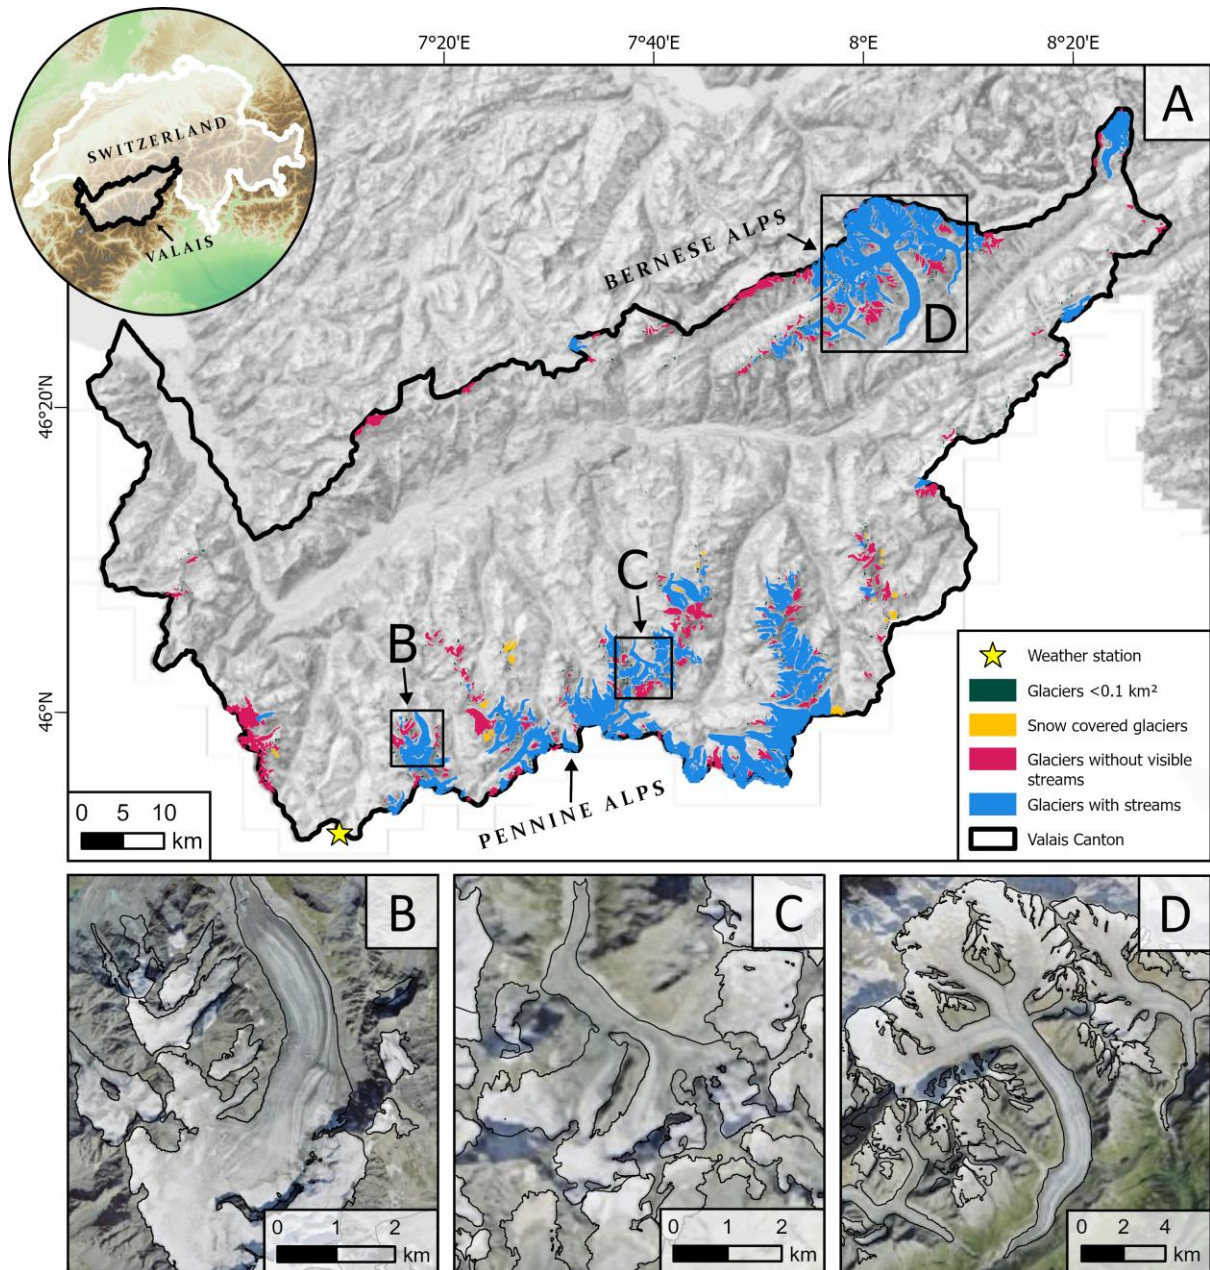 7°20'E
7°40'E
8°E
8°20'E
A
SWITZERLAND
VALAIS
BERNESE ALPS
D
46°20'N
C
B
46°N
PENNINE ALPS
Weather station
Glaciers <0.1 km²
Snow covered glaciers
Glaciers without visible
streams
Glaciers with streams
Valais Canton
0 5 10
km
B
0 1 2
km
C
0 1 2
km
D
0 2 4
km